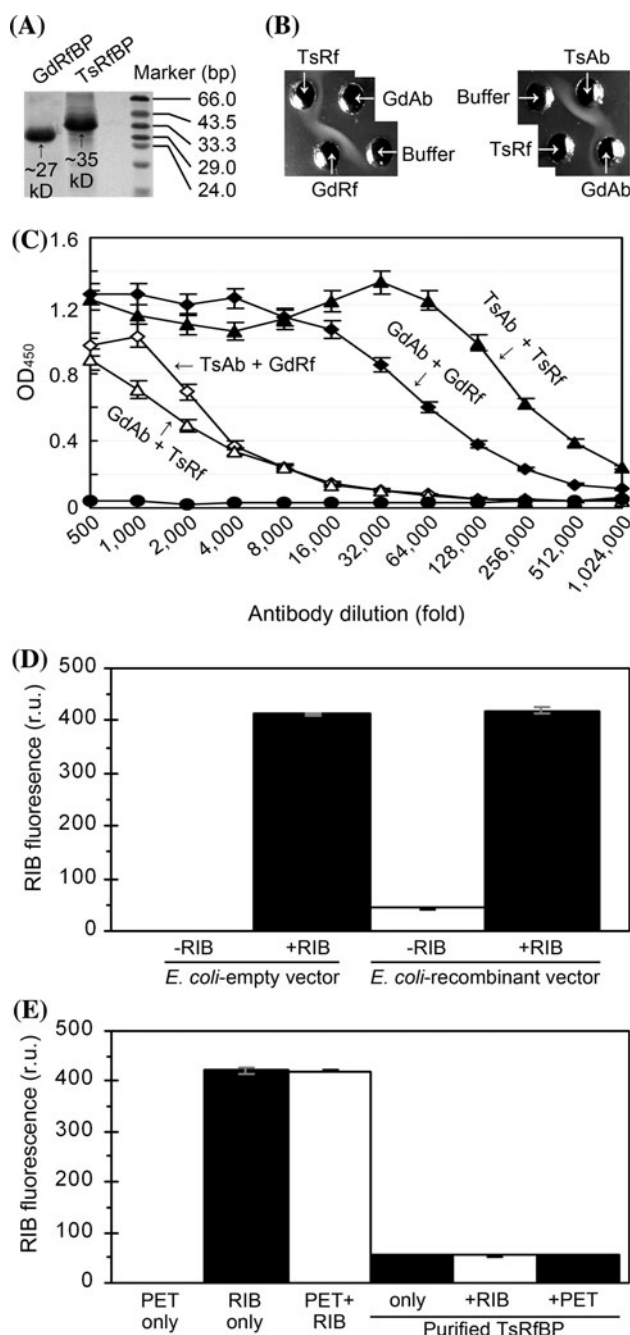 (A)
GdRfBP
TsRfBP
Marker (bp)
66.0
43.5
33.3
29.0
24.0
~27
kD
~35
kD
(B)
TsRf
GdAb
Buffer
GdRf
TsAb
Buffer
TsRf
GdAb
(C)
1.6
1.2
0.8
0.4
0
OD450
TsAb + TsRf
GdAb + GdRf
TsAb + GdRf
GdAb + TsRf
500
1,000
2,000
4,000
8,000
16,000
32,000
64,000
128,000
256,000
512,000
1,024,000
Antibody dilution (fold)
(D)
500
400
300
200
100
50
0
RIB fluoresence (r.u.)
-RIB +RIB -RIB +RIB
E. coli-empty vector E. coli-recombinant vector
(E)
500
400
300
200
100
0
RIB fluorescence (r.u.)
PET only
RIB only
PET+ RIB
only +RIB +PET
Purified TsRfBP